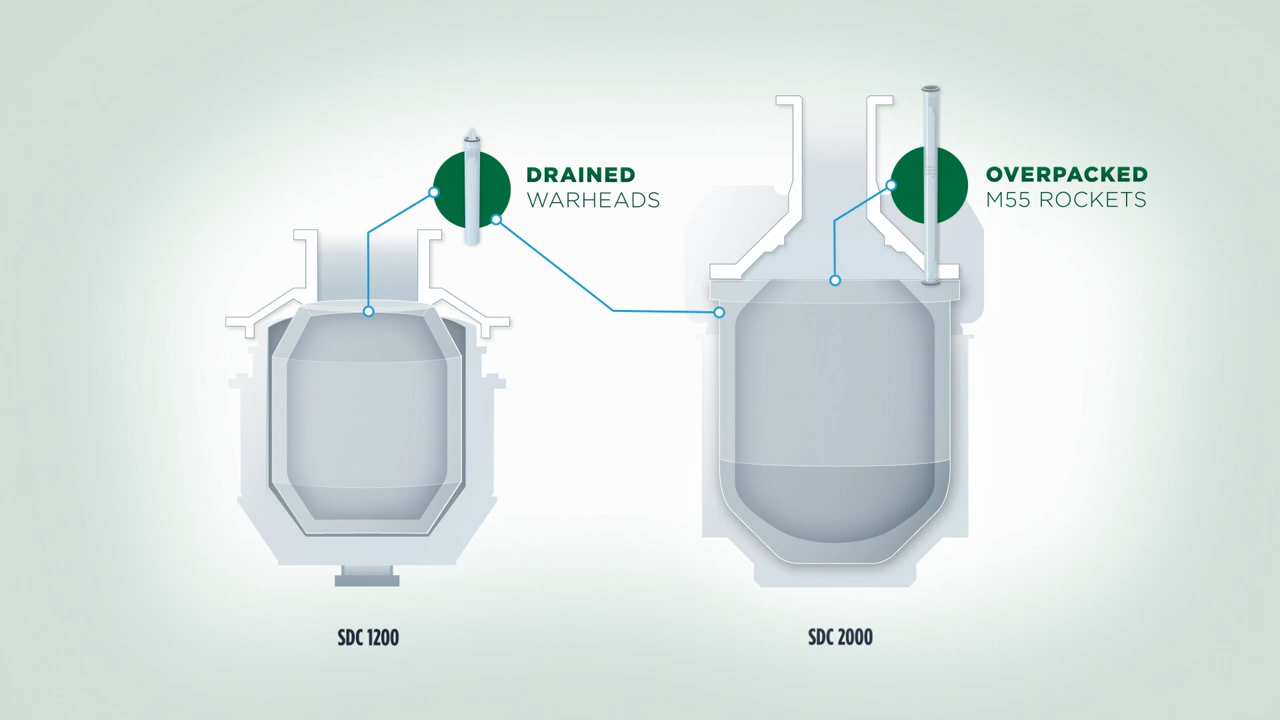 DRAINED
WARHEADS
OVERPACKED
M55 ROCKETS
SDC 1200
SDC 2000